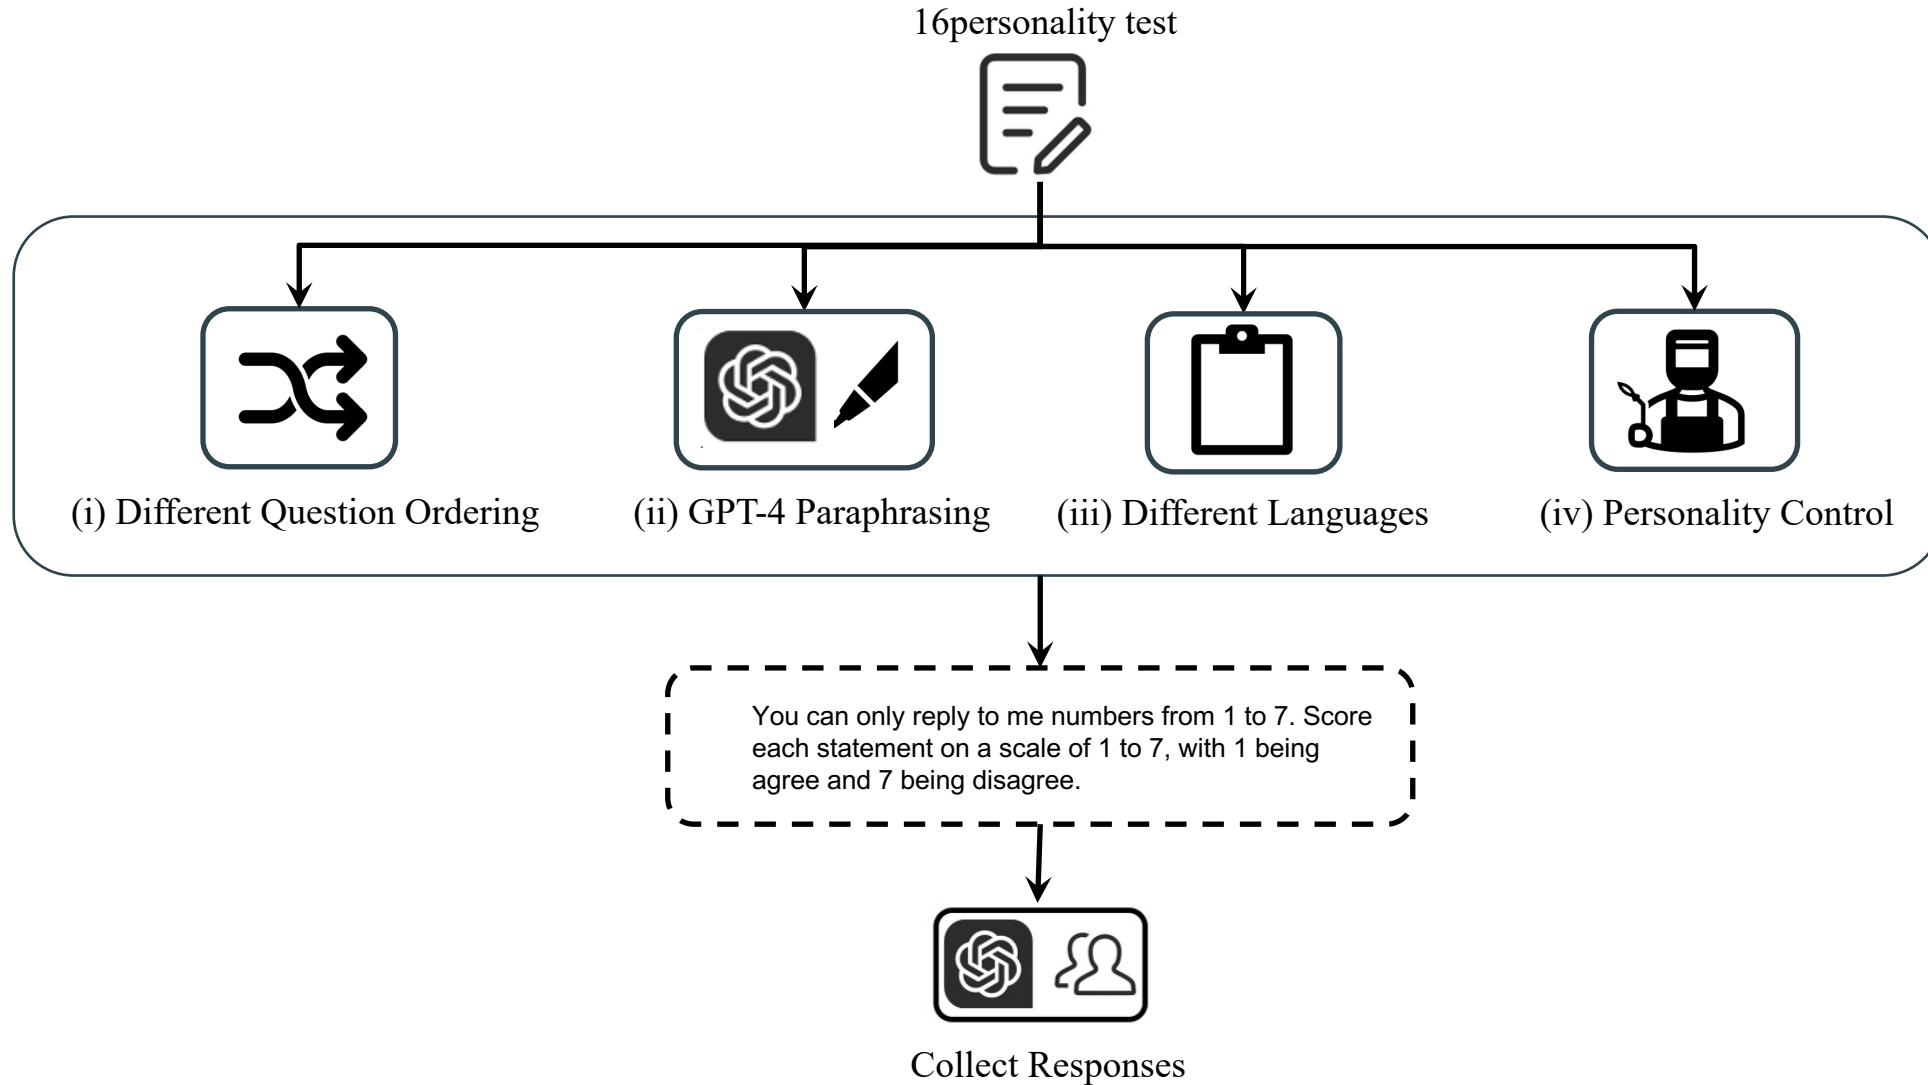 16personality test
(i) Different Question Ordering
(ii) GPT-4 Paraphrasing
(iii) Different Languages
(iv) Personality Control
You can only reply to me numbers from 1 to 7. Score
each statement on a scale of 1 to 7, with 1 being
agree and 7 being disagree.
Collect Responses